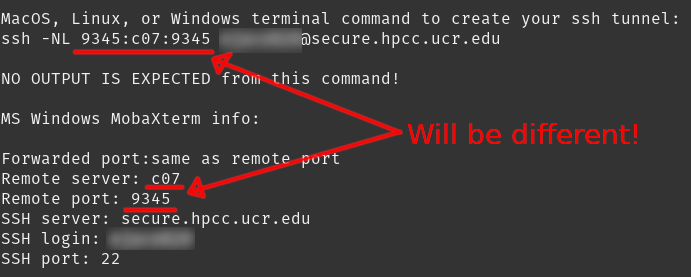 MacOS, Linux, or Windows terminal command to create your ssh tunnel:
ssh -NL 9345:c07:9345 @secure.hpcc.ucr.edu
NO OUTPUT IS EXPECTED from this command!
MS Windows MobaXterm info:
Will be different!
Forwarded port:same as remote port
Remote server: c07
Remote port: 9345
SSH server: secure.hpcc.ucr.edu
SSH login:
SSH port: 22